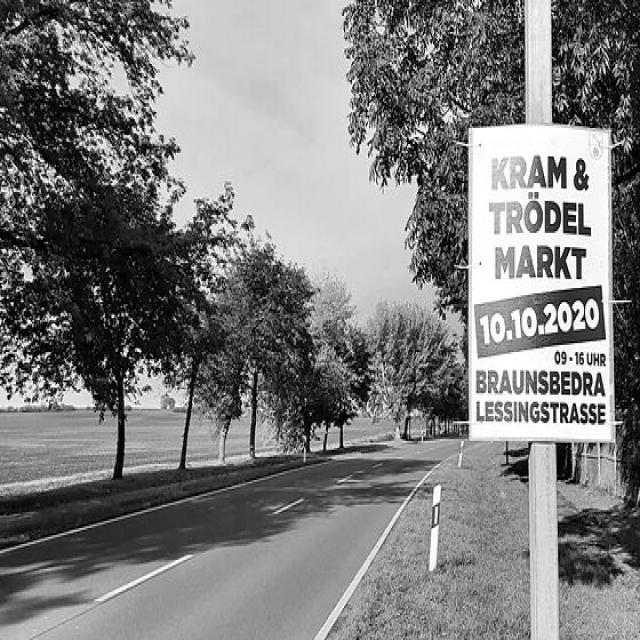 KRAM &
TRÖDEL
MARKT
10.10.2020
09 - 16 UHR
BRAUNSBEDRA
LESSINGSTRASSE